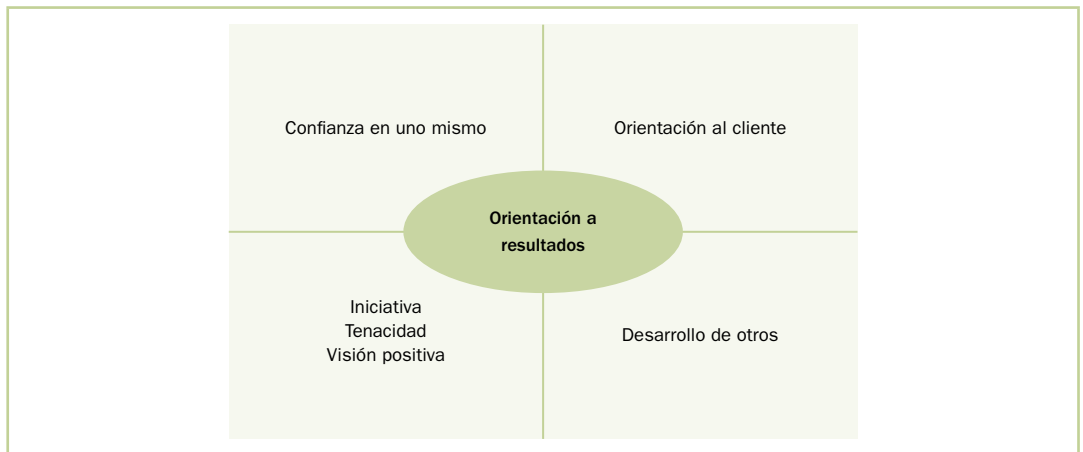 Confianza en uno mismo
Orientación al cliente
Orientación a
resultados
Iniciativa
Tenacidad
Visión positiva
Desarrollo de otros